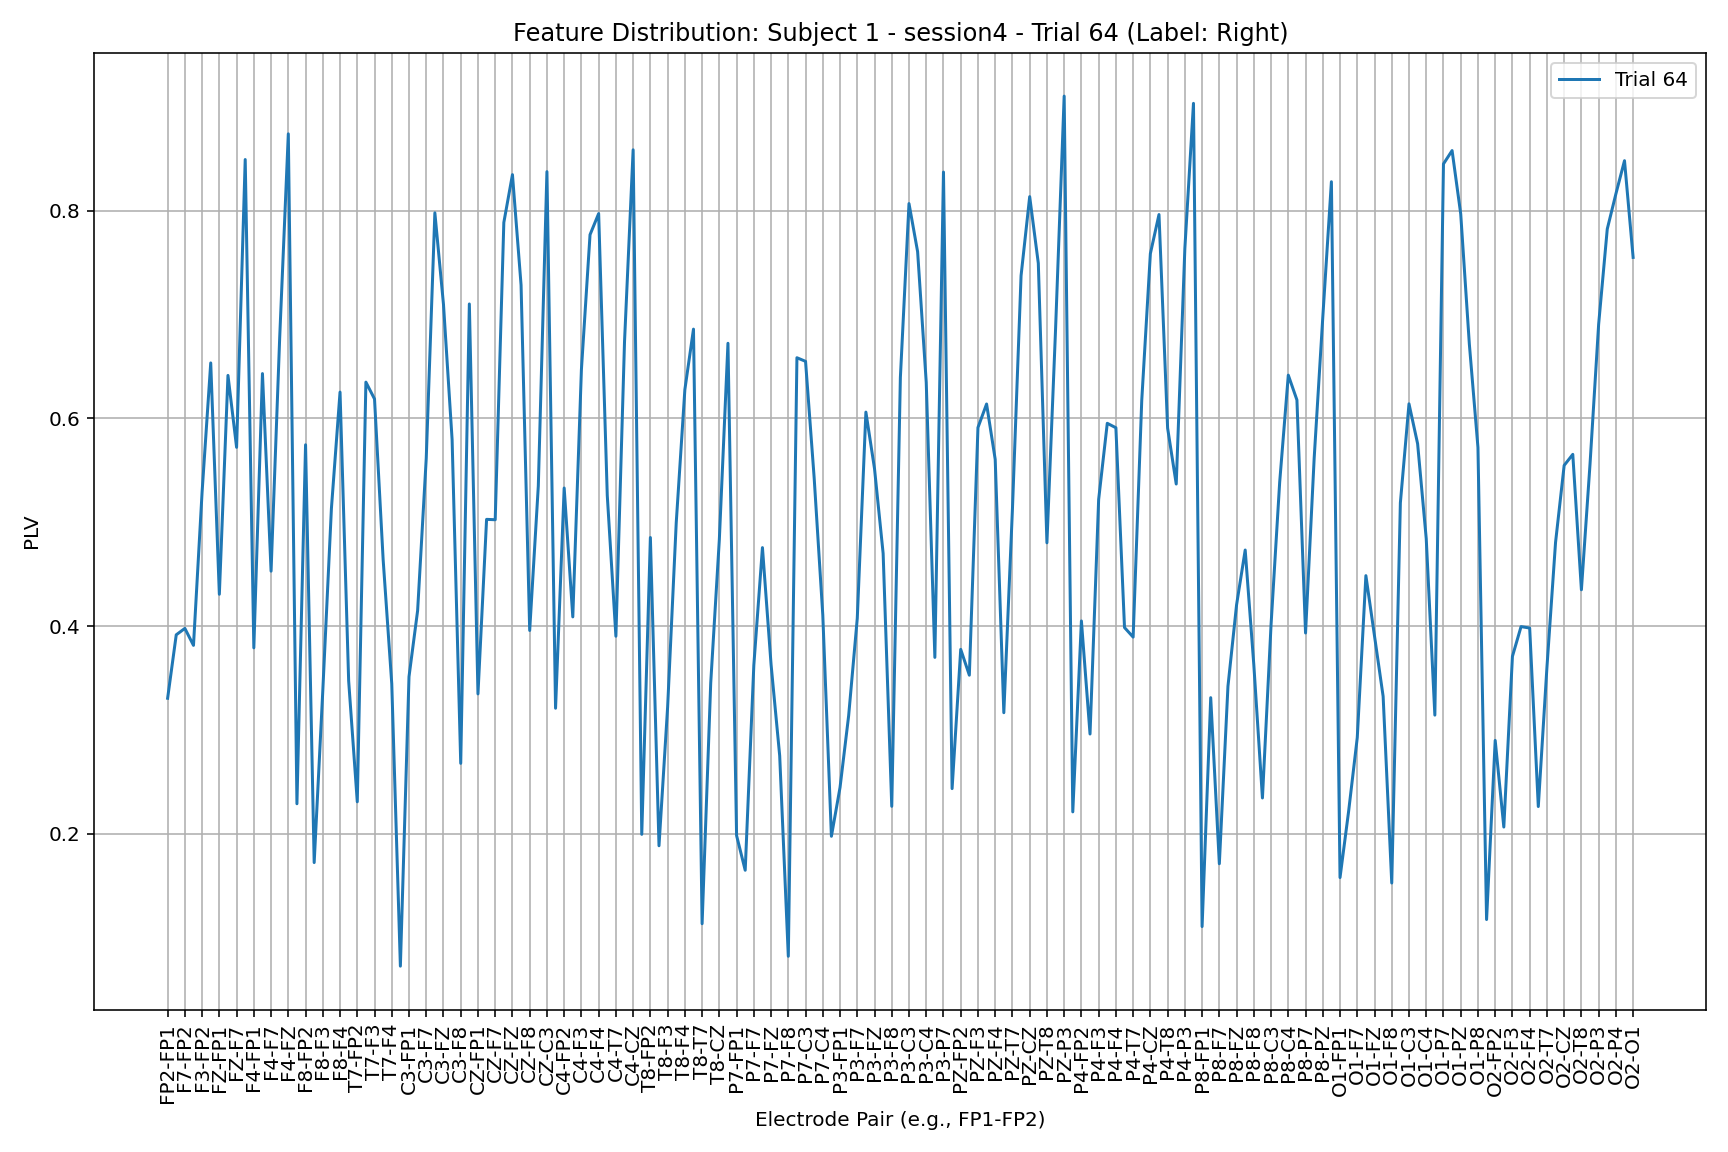 Feature Distribution: Subject 1 - session4 - Trial 64 (Label: Right)
Trial 64
PLV
0.8
0.6
0.4
0.2
FP2-FP1
F7-FP2
F3-FP2
FZ-FP1
FZ-F7
F4-FP1
F4-F7
F4-FZ
F8-FP2
F8-F3
F8-F4
T7-FP2
T7-F3
T7-F4
C3-FP1
C3-F7
C3-FZ
C3-F8
CZ-FP1
CZ-F7
CZ-FZ
CZ-F8
CZ-C3
C4-FP2
C4-F3
C4-F4
C4-T7
C4-CZ
T8-FP2
T8-F3
T8-F4
T8-T7
T8-CZ
P7-FP1
P7-F7
P7-FZ
P7-F8
P7-C3
P7-C4
P3-FP1
P3-F7
P3-FZ
P3-F8
P3-C3
P3-C4
P3-P7
PZ-FP2
PZ-F3
PZ-F4
PZ-T7
PZ-CZ
PZ-T8
PZ-P3
P4-FP2
P4-F3
P4-F4
P4-T7
P4-CZ
P4-T8
P4-P3
P8-FP1
P8-F7
P8-FZ
P8-F8
P8-C3
P8-C4
P8-P7
P8-PZ
O1-FP1
O1-F7
O1-FZ
O1-F8
O1-C3
O1-C4
O1-P7
O1-PZ
O1-P8
O2-FP2
O2-F3
O2-F4
O2-T7
O2-CZ
O2-T8
O2-P3
O2-P4
O2-O1
Electrode Pair (e.g., FP1-FP2)